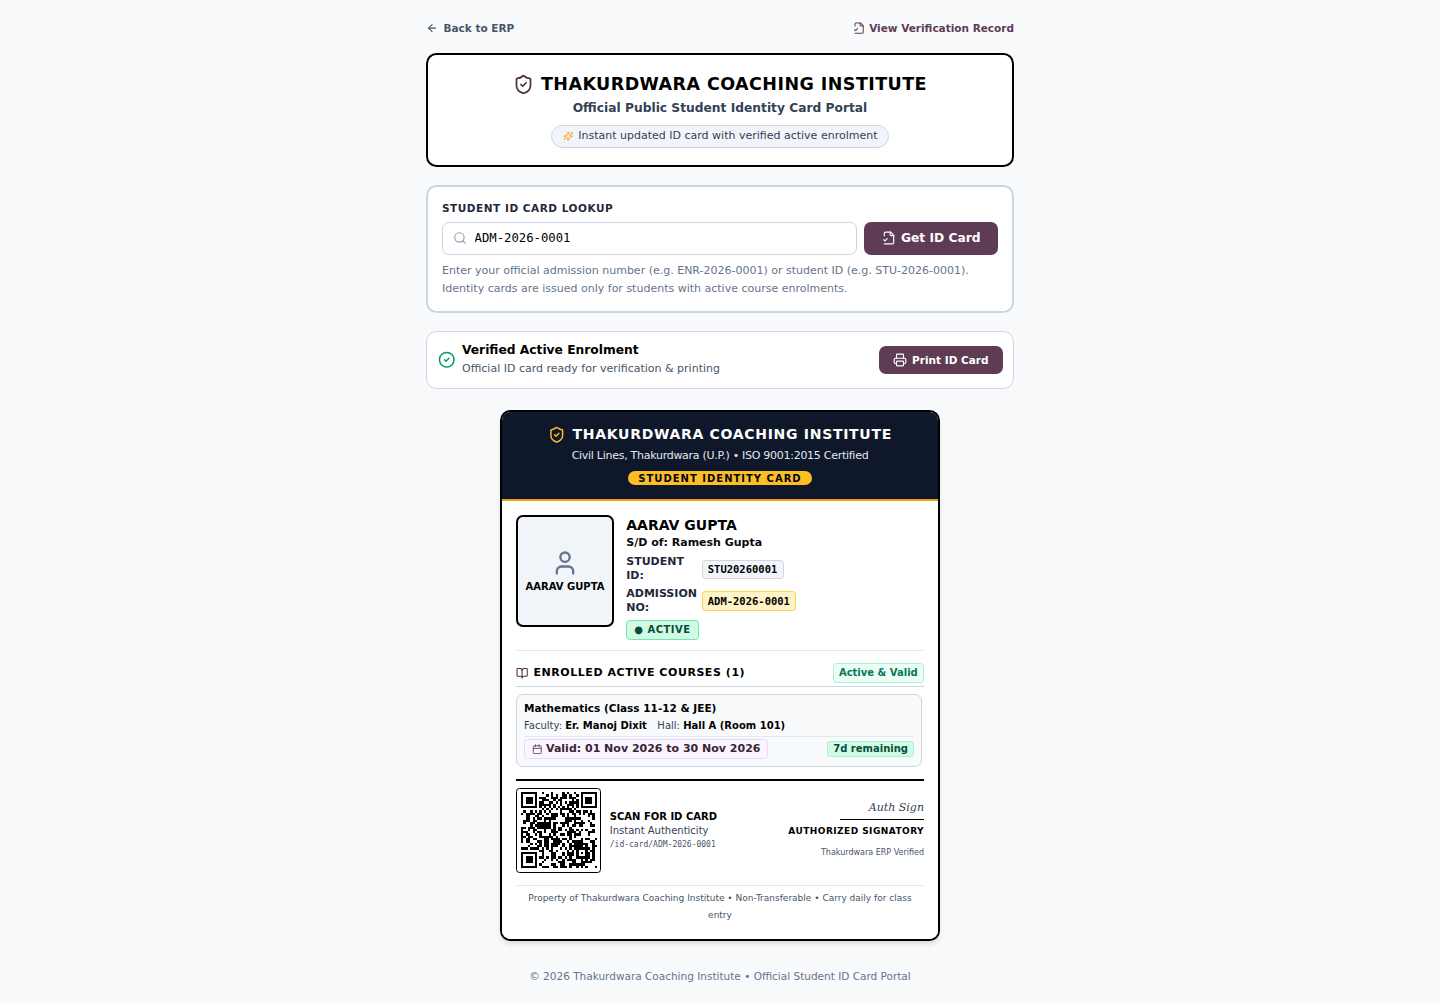 Back to ERP
View Verification Record
THAKURDWARA COACHING INSTITUTE
Official Public Student Identity Card Portal
Instant updated ID card with verified active enrolment
STUDENT ID CARD LOOKUP
ADM-2026-0001
Get ID Card
Enter your official admission number (e.g. ENR-2026-0001) or student ID (e.g. STU-2026-0001).
Identity cards are issued only for students with active course enrolments.
Verified Active Enrolment
Official ID card ready for verification & printing
Print ID Card
THAKURDWARA COACHING INSTITUTE
Civil Lines, Thakurdwara (U.P.) • ISO 9001:2015 Certified
STUDENT IDENTITY CARD
AARAV GUPTA
AARAV GUPTA
S/D of: Ramesh Gupta
STUDENT
ID:
STU20260001
ADMISSION
NO:
ADM-2026-0001
● ACTIVE
ENROLLED ACTIVE COURSES (1)
Active & Valid
Mathematics (Class 11-12 & JEE)
Faculty: Er. Manoj Dixit Hall: Hall A (Room 101)
Valid: 01 Nov 2026 to 30 Nov 2026
7d remaining
SCAN FOR ID CARD
Instant Authenticity
/id-card/ADM-2026-0001
Auth Sign
AUTHORIZED SIGNATORY
Thakurdwara ERP Verified
Property of Thakurdwara Coaching Institute • Non-Transferable • Carry daily for class
entry
© 2026 Thakurdwara Coaching Institute • Official Student ID Card Portal